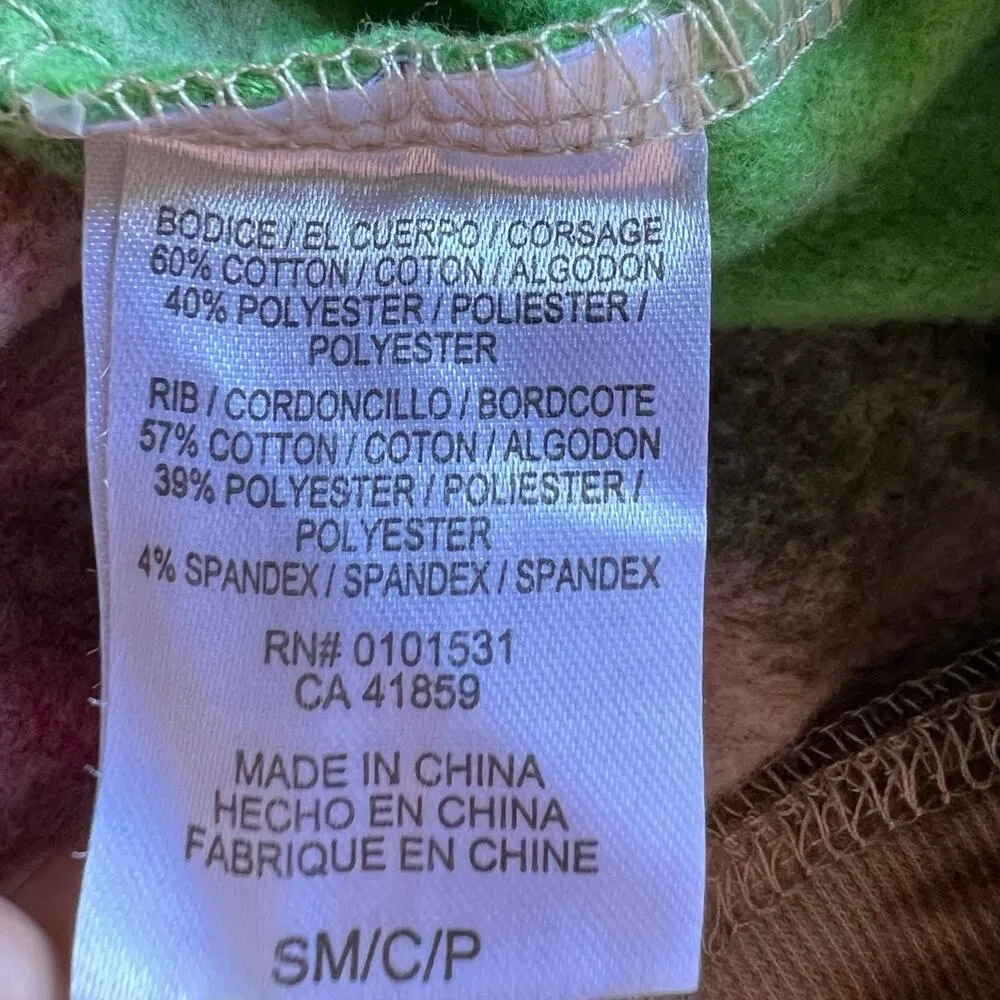 BODICE / EL CUERPO / CORSAGE
60% COTTON / COTON / ALGODON
40% POLYESTER / POLIESTER /
POLYESTER
RIB / CORDONCILLO / BORDCOTE
57% COTTON / COTON / ALGODON
39% POLYESTER / POLIESTER /
POLYESTER
4% SPANDEX / SPANDEX / SPANDEX
RN# 0101531
CA 41859
MADE IN CHINA
HECHO EN CHINA
FABRIQUE EN CHINE
SM/C/P